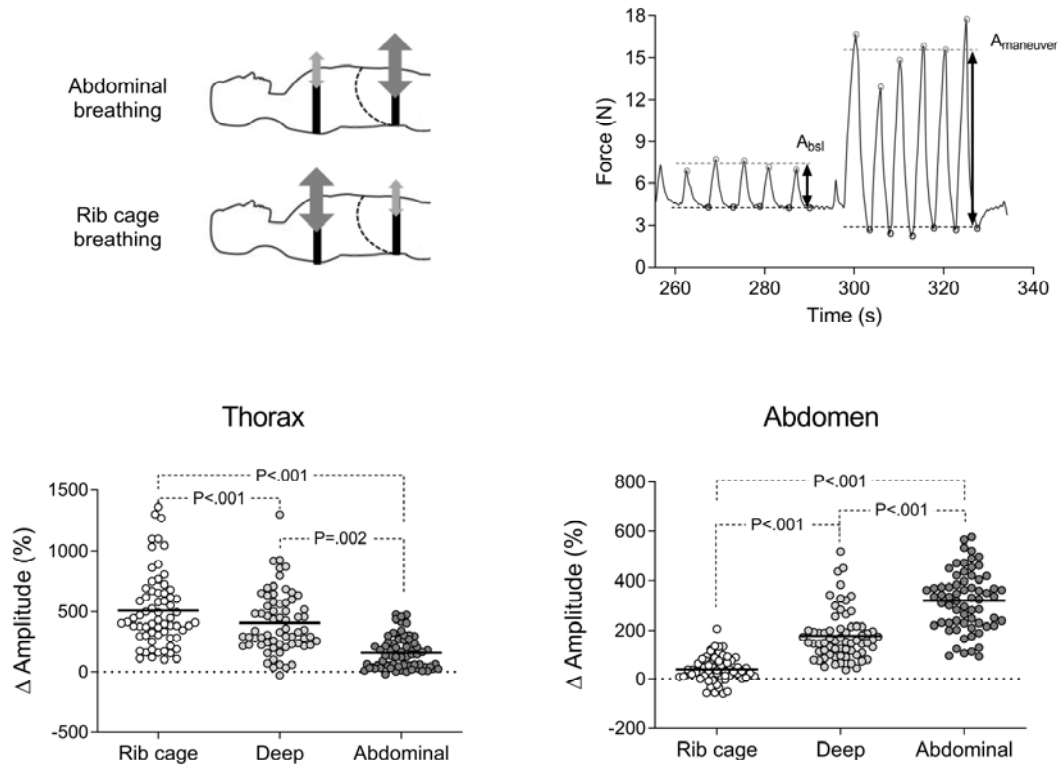 Abdominal
breathing
Rib cage
breathing
Force (N)
18
15
12
9
6
3
0
A_bsl
A_maneuver
260 280 300 320 340
Time (s)
Thorax
Δ Amplitude (%)
1500
1000
500
0
-500
P<.001
P<.001
P=.002
Rib cage Deep Abdominal
Abdomen
Δ Amplitude (%)
800
600
400
200
0
-200
P<.001
P<.001
P<.001
Rib cage Deep Abdominal